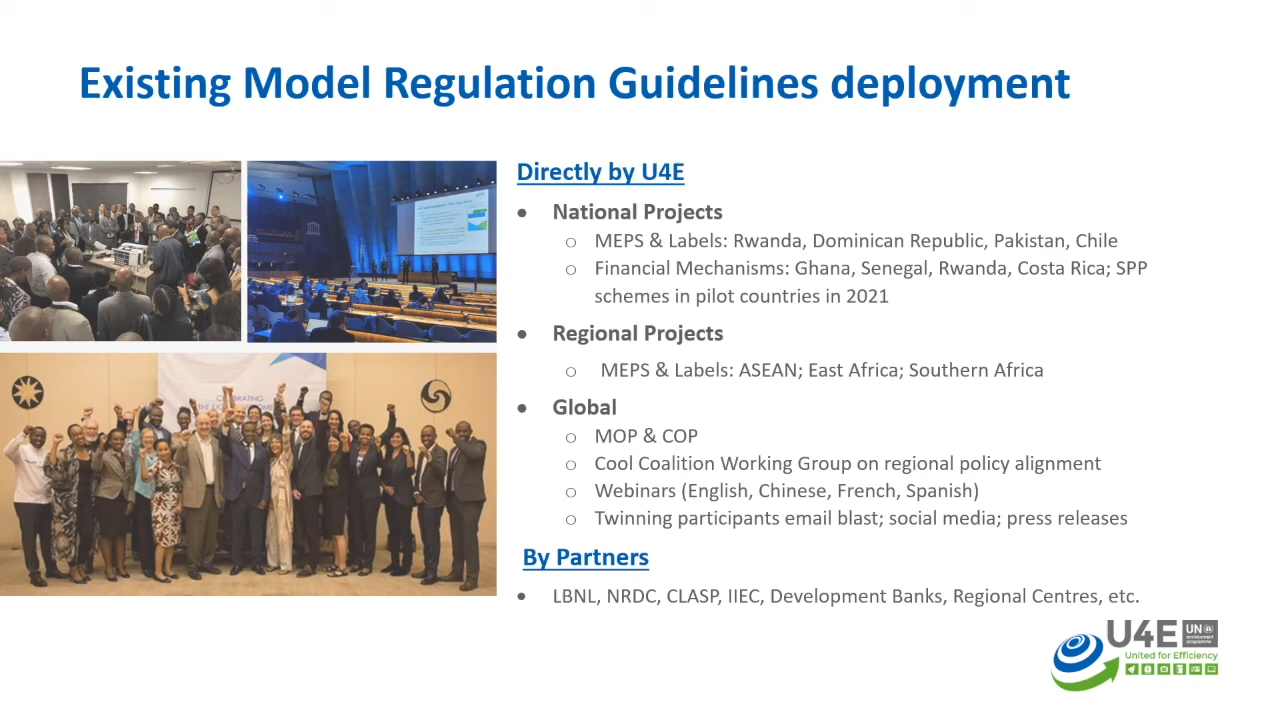 Existing Model Regulation Guidelines deployment
Directly by U4E
• National Projects
○ MEPS & Labels: Rwanda, Dominican Republic, Pakistan, Chile
○ Financial Mechanisms: Ghana, Senegal, Rwanda, Costa Rica; SPP
schemes in pilot countries in 2021
• Regional Projects
○ MEPS & Labels: ASEAN; East Africa; Southern Africa
• Global
○ MOP & COP
○ Cool Coalition Working Group on regional policy alignment
○ Webinars (English, Chinese, French, Spanish)
○ Twinning participants email blast; social media; press releases
By Partners
• LBNL, NRDC, CLASP, IIEC, Development Banks, Regional Centres, etc.
CELEBRATING
U4E
UN
environment
programme
United for Efficiency